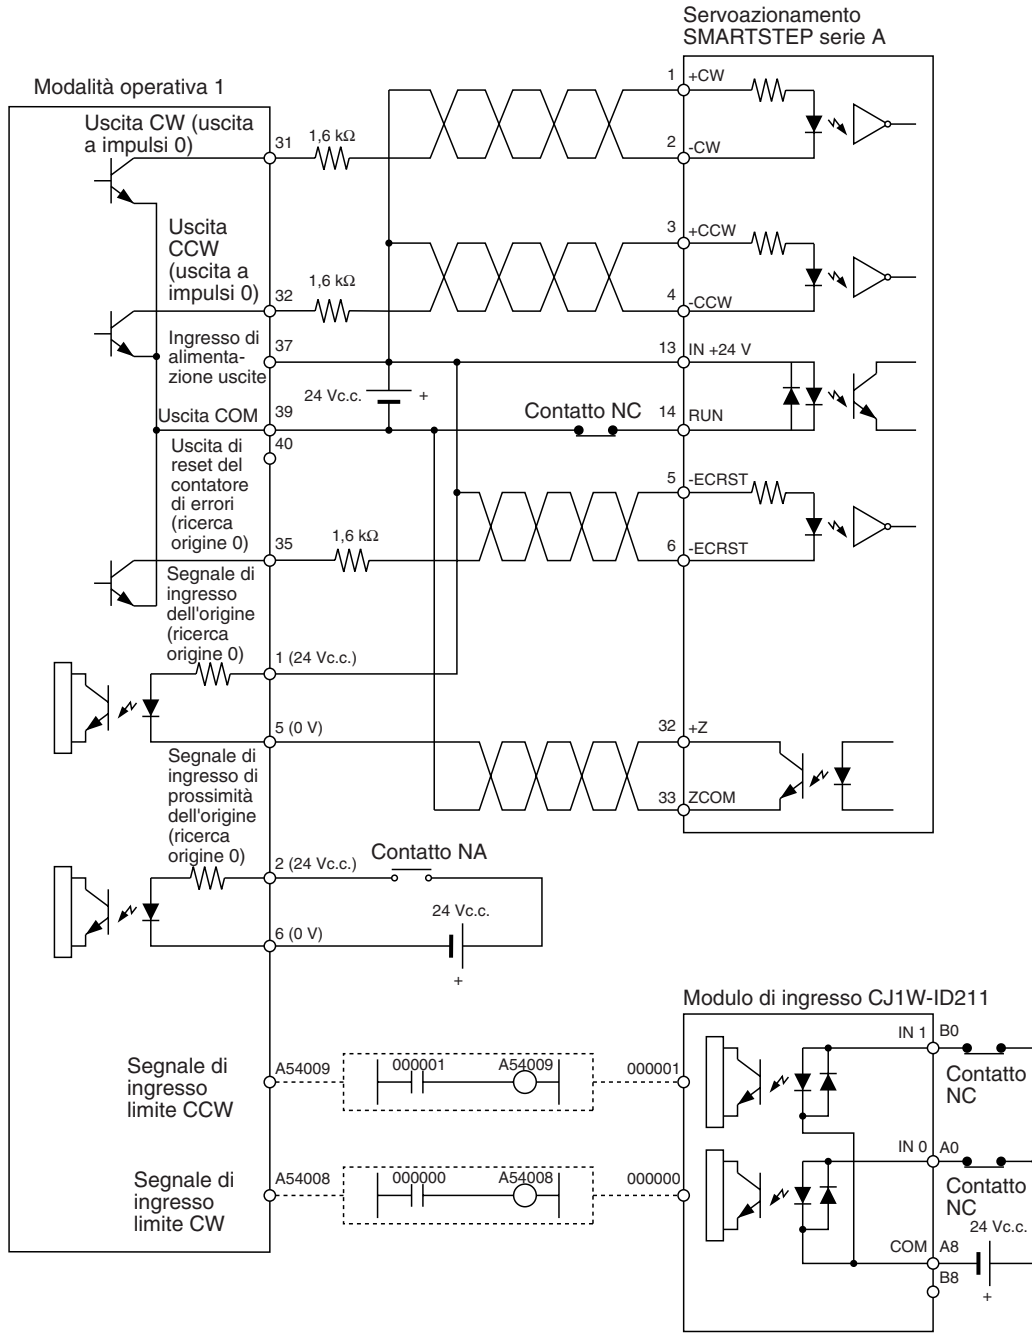 Servoazionamento
SMARTSTEP serie A
Modalità operativa 1
1
+CW
Uscita CW (uscita
a impulsi 0)
31
1,6 kΩ
2
-CW
Uscita
CCW
(uscita a
impulsi 0)
3
+CCW
32
1,6 kΩ
4
-CCW
Ingresso di
alimenta-
zione uscite
37
13
IN +24 V
24 Vc.c.
+
Contatto NC
Uscita COM
39
14
RUN
40
Uscita di
reset del
contatore
di errori
(ricerca
origine 0)
5
-ECRST
35
1,6 kΩ
6
-ECRST
Segnale di
ingresso
dell'origine
(ricerca
origine 0)
1 (24 Vc.c.)
5 (0 V)
32
+Z
Segnale di
ingresso di
prossimità
dell'origine
(ricerca
origine 0)
33
ZCOM
2 (24 Vc.c.)
Contatto NA
24 Vc.c.
6 (0 V)
+
Modulo di ingresso CJ1W-ID211
IN 1
B0
Contatto
NC
Segnale di
ingresso
limite CCW
A54009
000001
A54009
000001
IN 0
A0
Contatto
NC
Segnale di
ingresso
limite CW
A54008
000000
A54008
000000
24 Vc.c.
COM
A8
B8
+